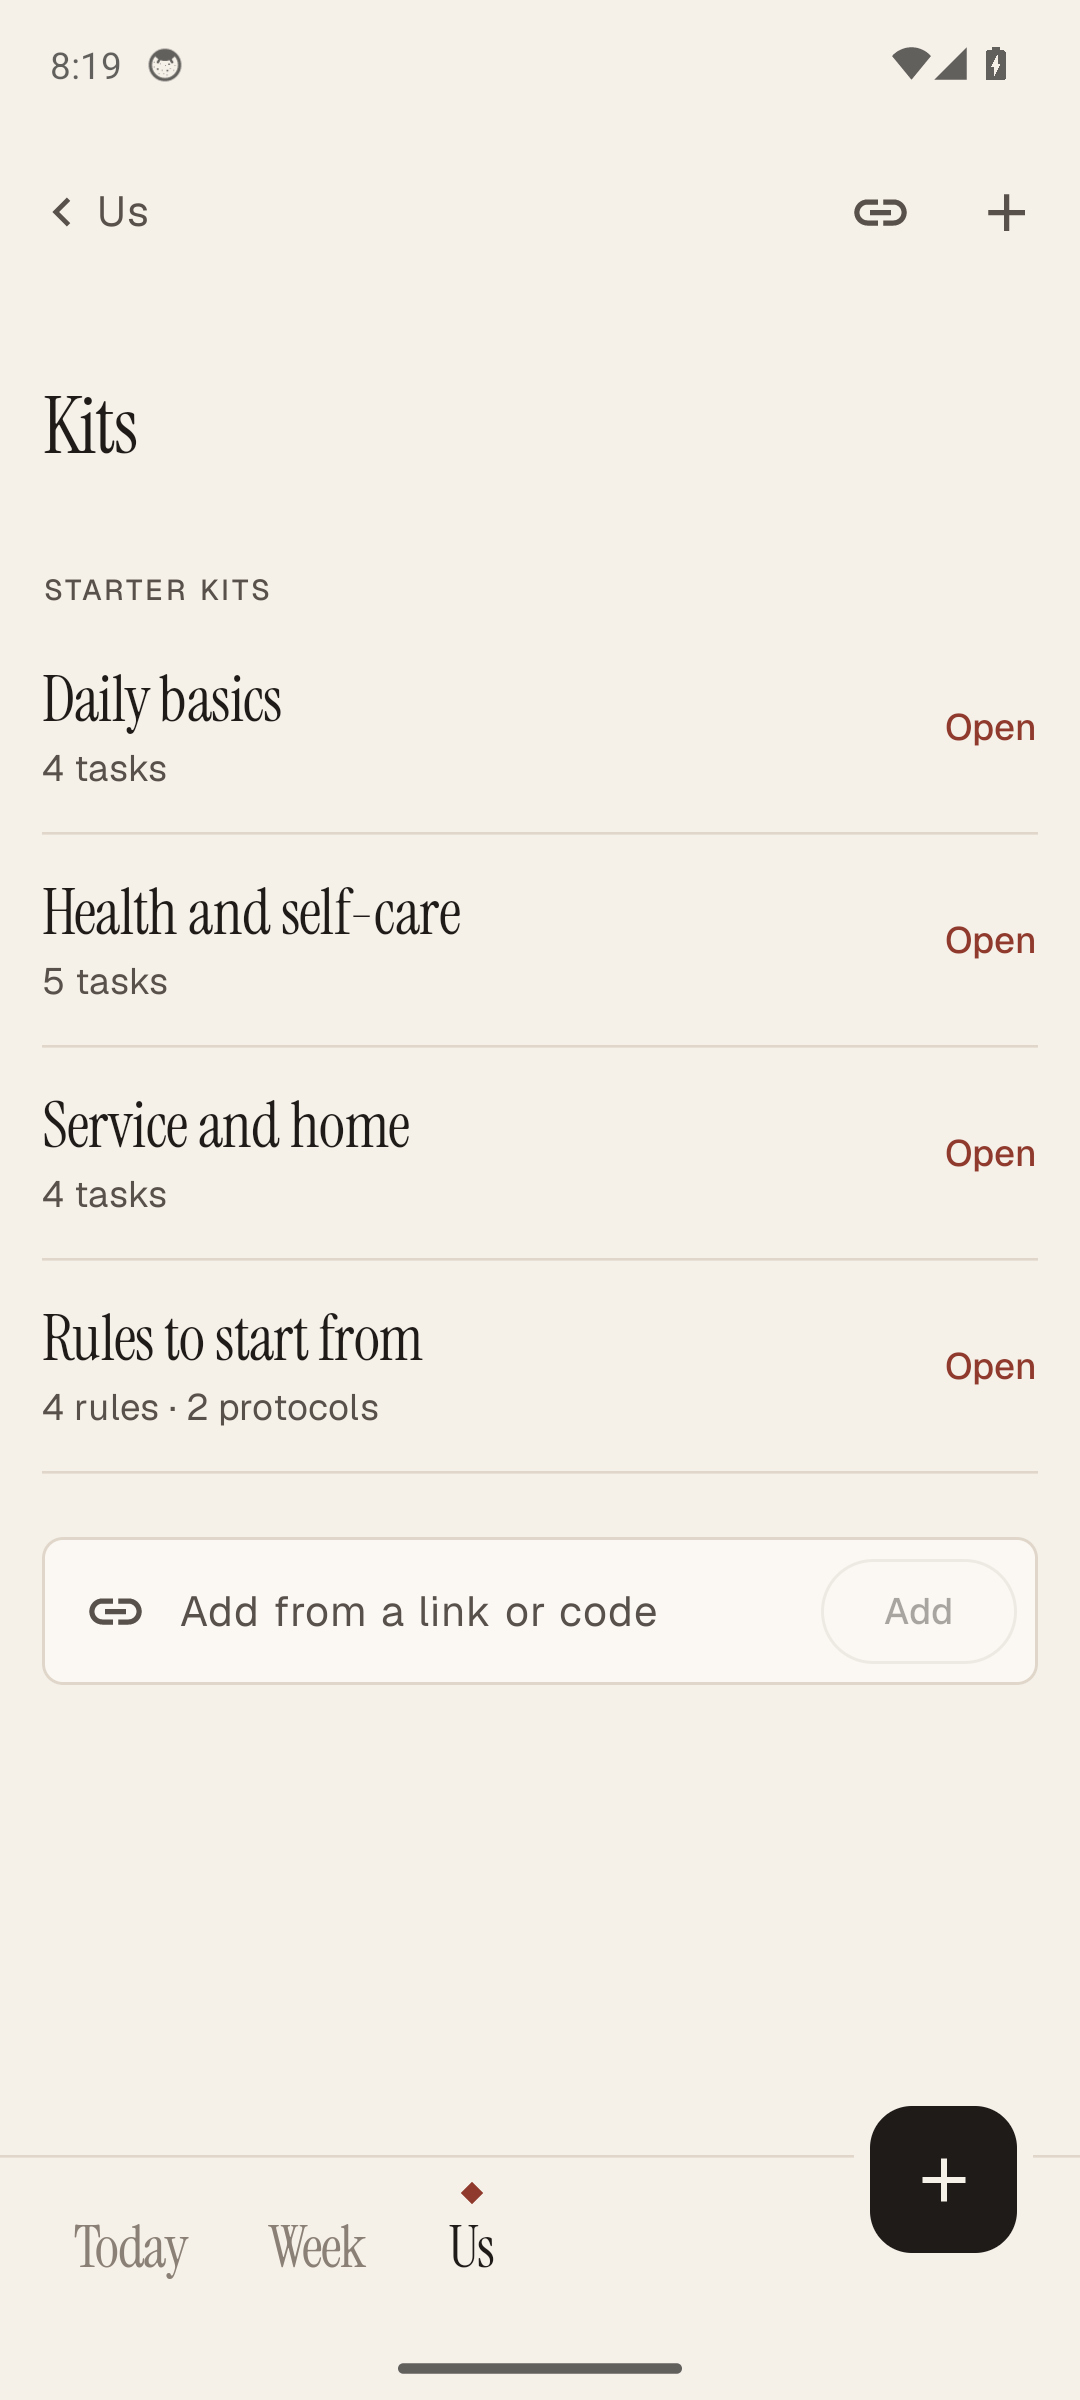 8:19
Us
Kits
STARTER KITS
Daily basics
4 tasks
Open
Health and self-care
5 tasks
Open
Service and home
4 tasks
Open
Rules to start from
4 rules · 2 protocols
Open
Add from a link or code
Add
Today
Week
Us